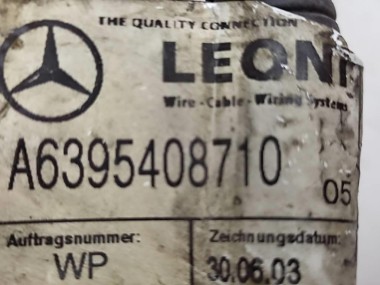 THE QUALITY CONNECTION
LEONI
Wire - Cable - Wiring Systems
A6395408710 05
Auftragsnummer: Zeichnungsdatum:
WP 30.06.03